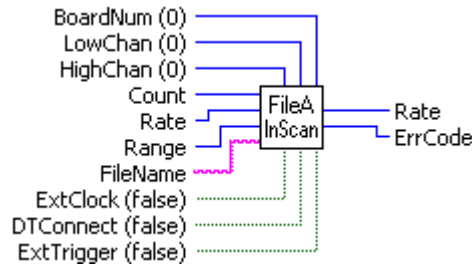 BoardNum (0)
LowChan (0)
HighChan (0)
Count
Rate
Range
FileName
ExtClock (false)
DTConnect (false)
ExtTrigger (false)
FileA
InScan
Rate
ErrCode